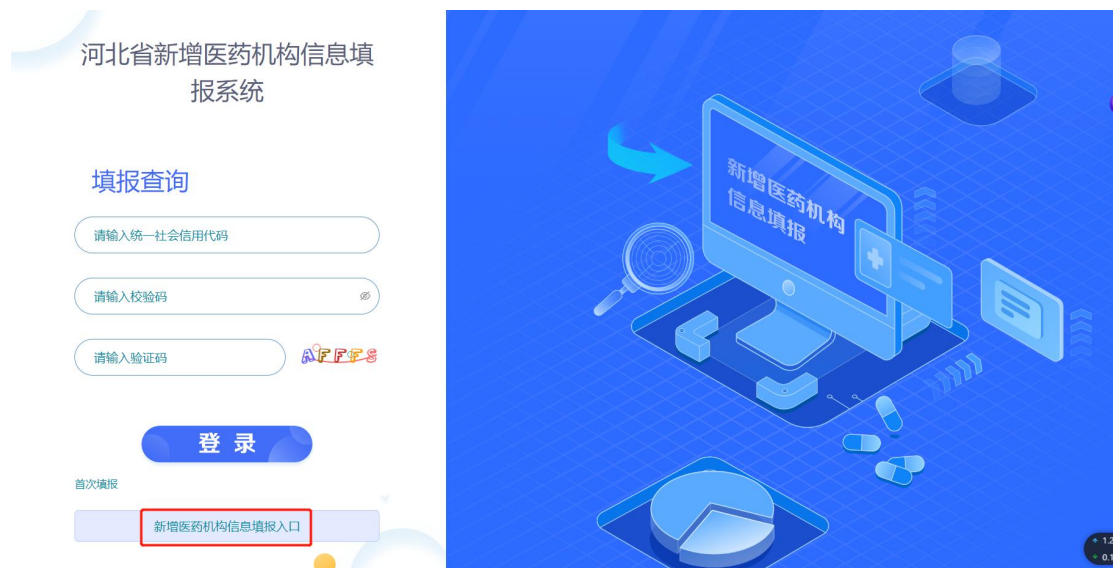 河北省新增医药机构信息填
报系统
填报查询
请输入统一社会信用代码
请输入校验码
请输入验证码
AFFFS
登 录
首次填报
新增医药机构信息填报入口
新增医药机构
信息填报